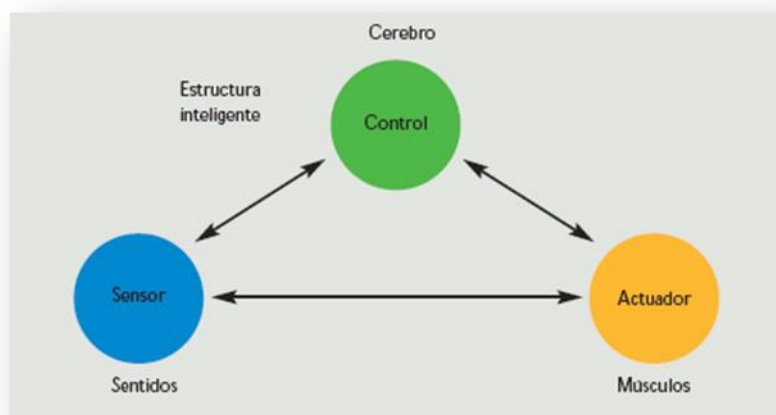 Cerebro
Estructura
inteligente
Control
Sensor
Actuador
Sentidos
Músculos